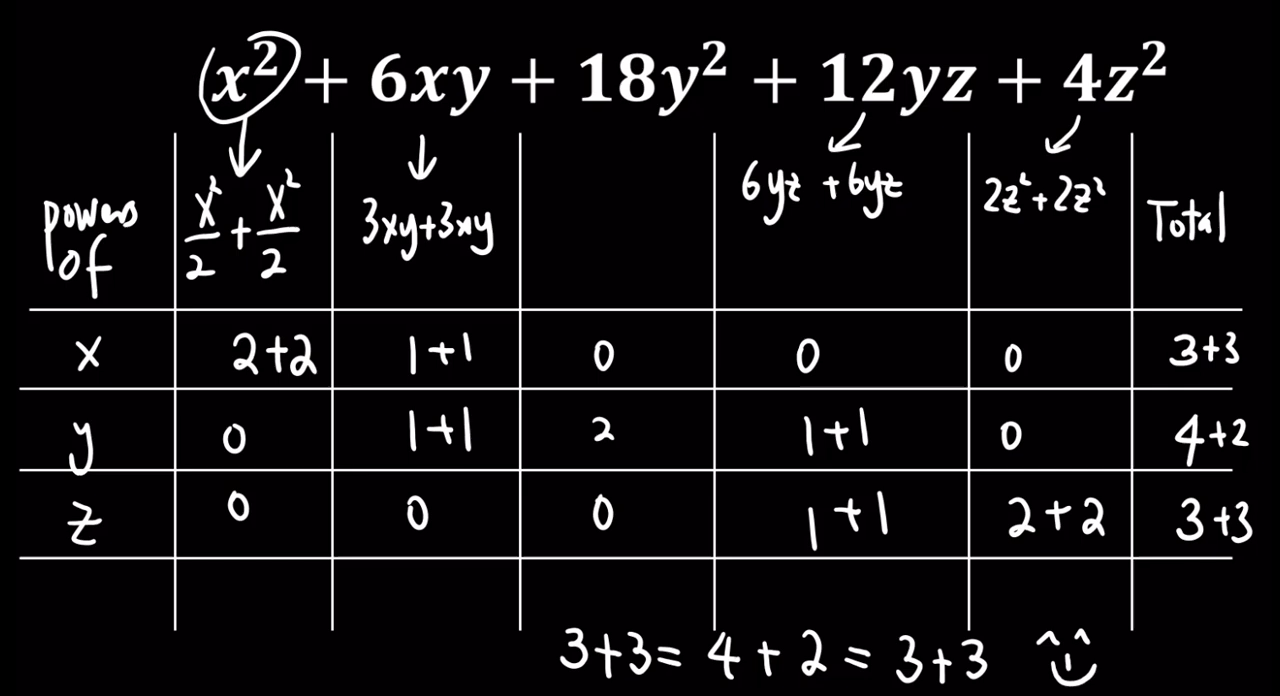 x² + 6xy + 18y² + 12yz + 4z²
powers of x²/2 + x²/2 3xy+3xy 6yz + 6yz 2z²+2z² Total
x 2+2 1+1 0 0 0 3+3
y 0 1+1 2 1+1 0 4+2
z 0 0 0 1+1 2+2 3+3
3+3 = 4+2 = 3+3